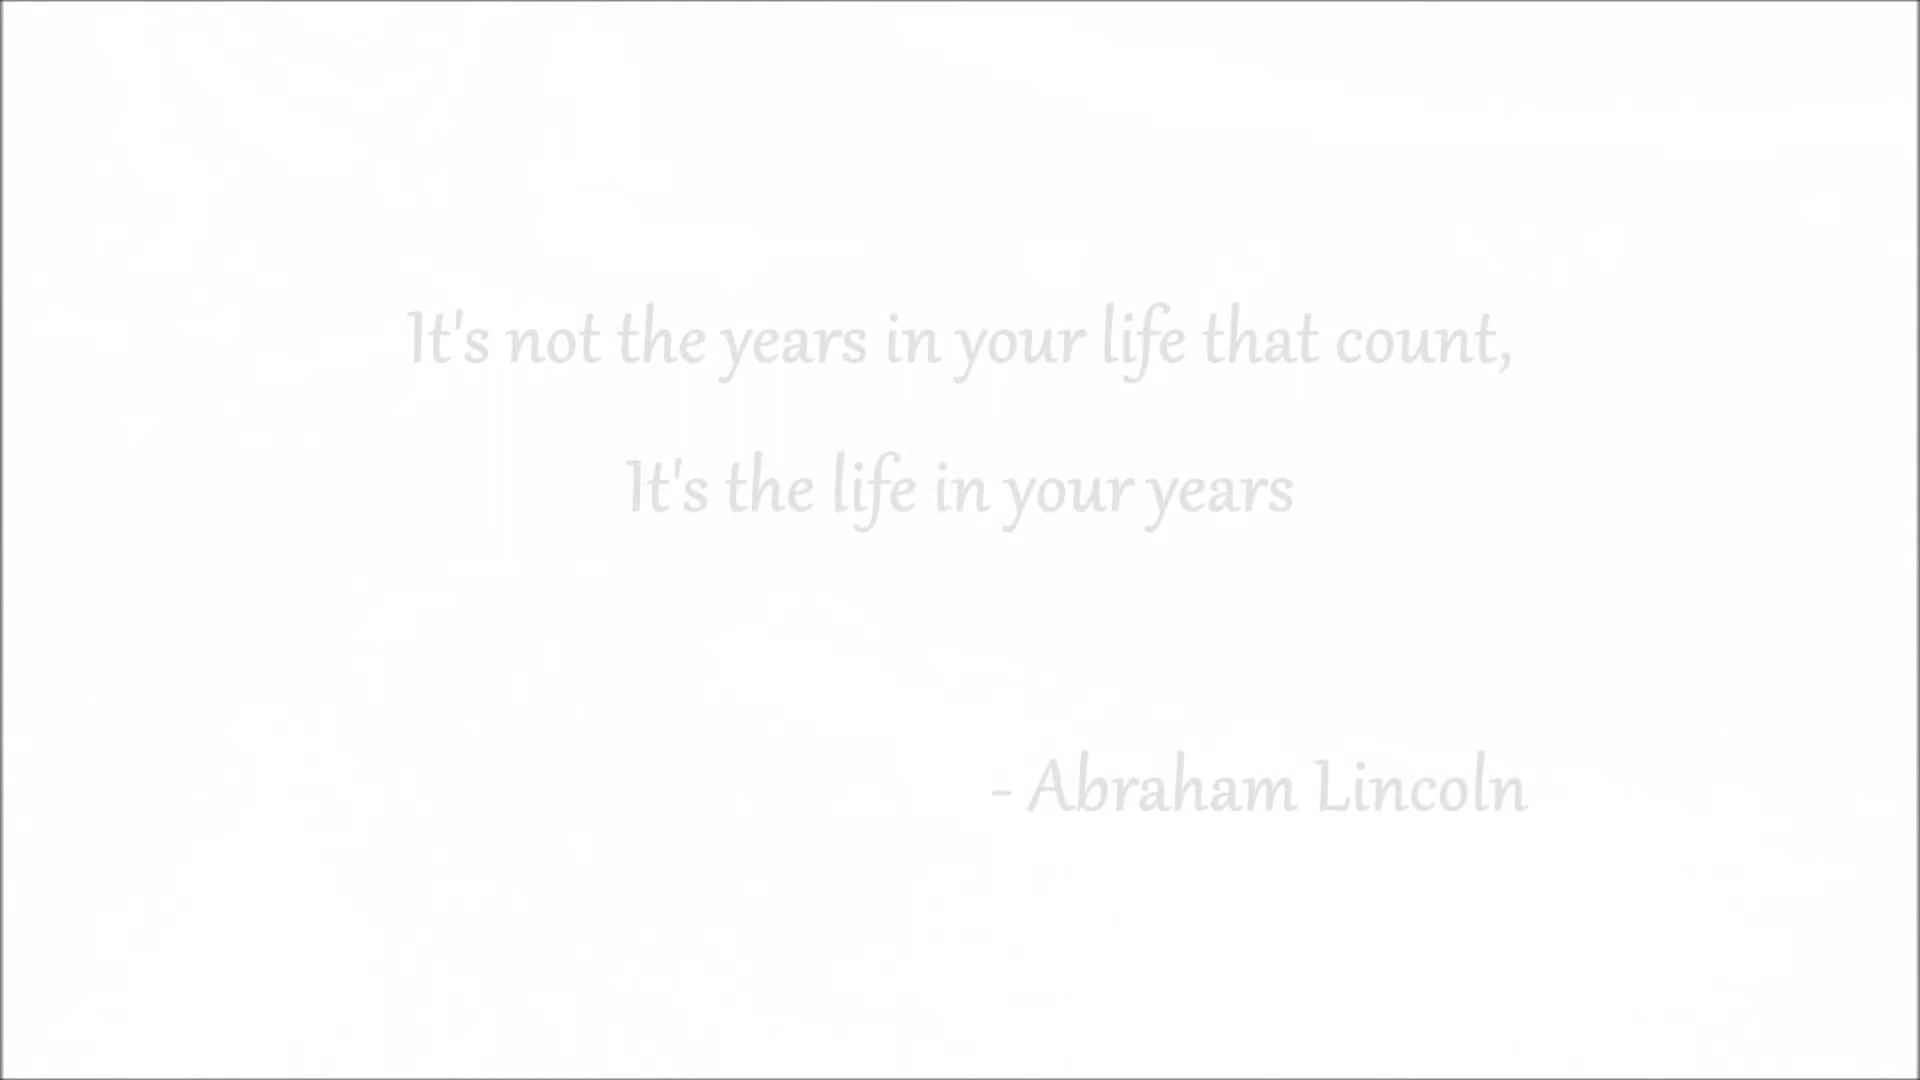 It's not the years in your life that count,
It's the life in your years
- Abraham Lincoln